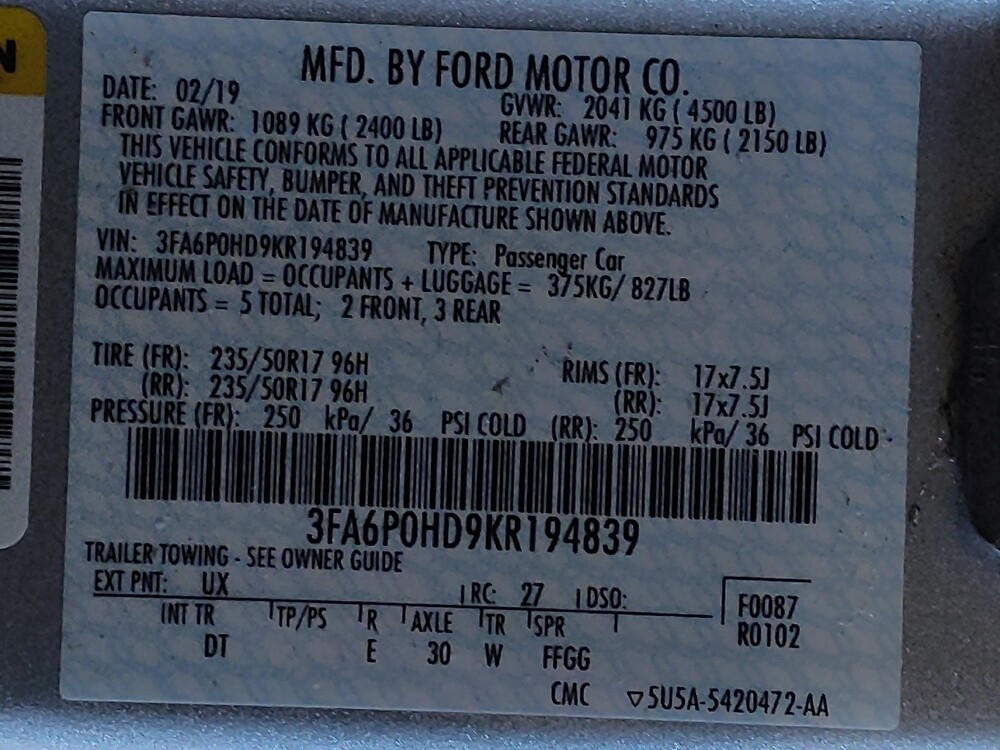 N
MFD. BY FORD MOTOR CO.
DATE: 02/19 GVWR: 2041 KG ( 4500 LB)
FRONT GAWR: 1089 KG ( 2400 LB) REAR GAWR: 975 KG ( 2150 LB)
THIS VEHICLE CONFORMS TO ALL APPLICABLE FEDERAL MOTOR
VEHICLE SAFETY, BUMPER, AND THEFT PREVENTION STANDARDS
IN EFFECT ON THE DATE OF MANUFACTURE SHOWN ABOVE.
VIN: 3FA6P0HD9KR194839 TYPE: Passenger Car
MAXIMUM LOAD = OCCUPANTS + LUGGAGE = 375KG/ 827LB
OCCUPANTS = 5 TOTAL; 2 FRONT, 3 REAR
TIRE (FR): 235/50R17 96H RIMS (FR): 17x7.5J
(RR): 235/50R17 96H (RR): 17x7.5J
PRESSURE (FR): 250 kPa/ 36 PSI COLD (RR): 250 kPa/ 36 PSI COLD
3FA6P0HD9KR194839
TRAILER TOWING - SEE OWNER GUIDE
EXT PNT: UX RC: 27 DSO: F0087
INT TR TP/PS R AXLE TR SPR R0102
DT E 30 W FFGG
CMC ▽5U5A-5420472-AA